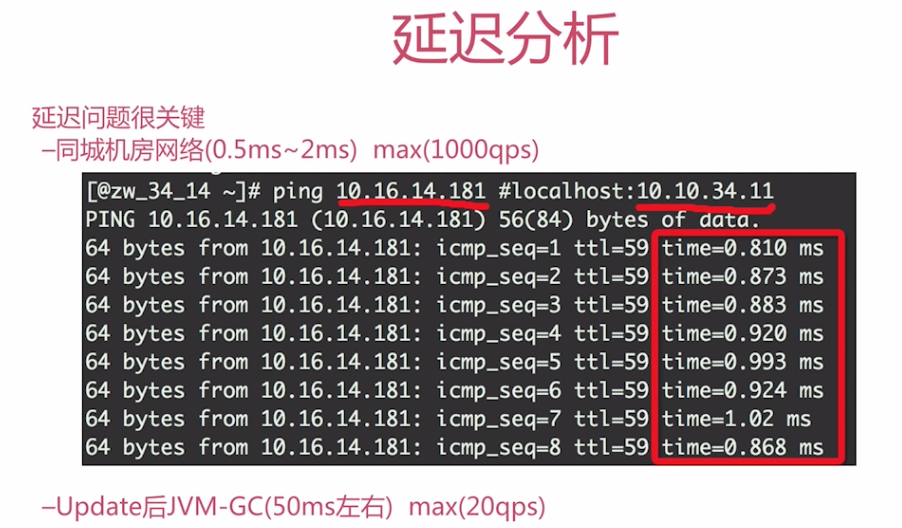 延迟分析
延迟问题很关键
–同城机房网络(0.5ms~2ms)  max(1000qps)
[@zw_34_14 ~]# ping 10.16.14.181 #localhost:10.10.34.11
PING 10.16.14.181 (10.16.14.181) 56(84) bytes of data.
64 bytes from 10.16.14.181: icmp_seq=1 ttl=59 time=0.810 ms
64 bytes from 10.16.14.181: icmp_seq=2 ttl=59 time=0.873 ms
64 bytes from 10.16.14.181: icmp_seq=3 ttl=59 time=0.883 ms
64 bytes from 10.16.14.181: icmp_seq=4 ttl=59 time=0.920 ms
64 bytes from 10.16.14.181: icmp_seq=5 ttl=59 time=0.993 ms
64 bytes from 10.16.14.181: icmp_seq=6 ttl=59 time=0.924 ms
64 bytes from 10.16.14.181: icmp_seq=7 ttl=59 time=1.02 ms
64 bytes from 10.16.14.181: icmp_seq=8 ttl=59 time=0.868 ms
–Update后JVM-GC(50ms左右)  max(20qps)